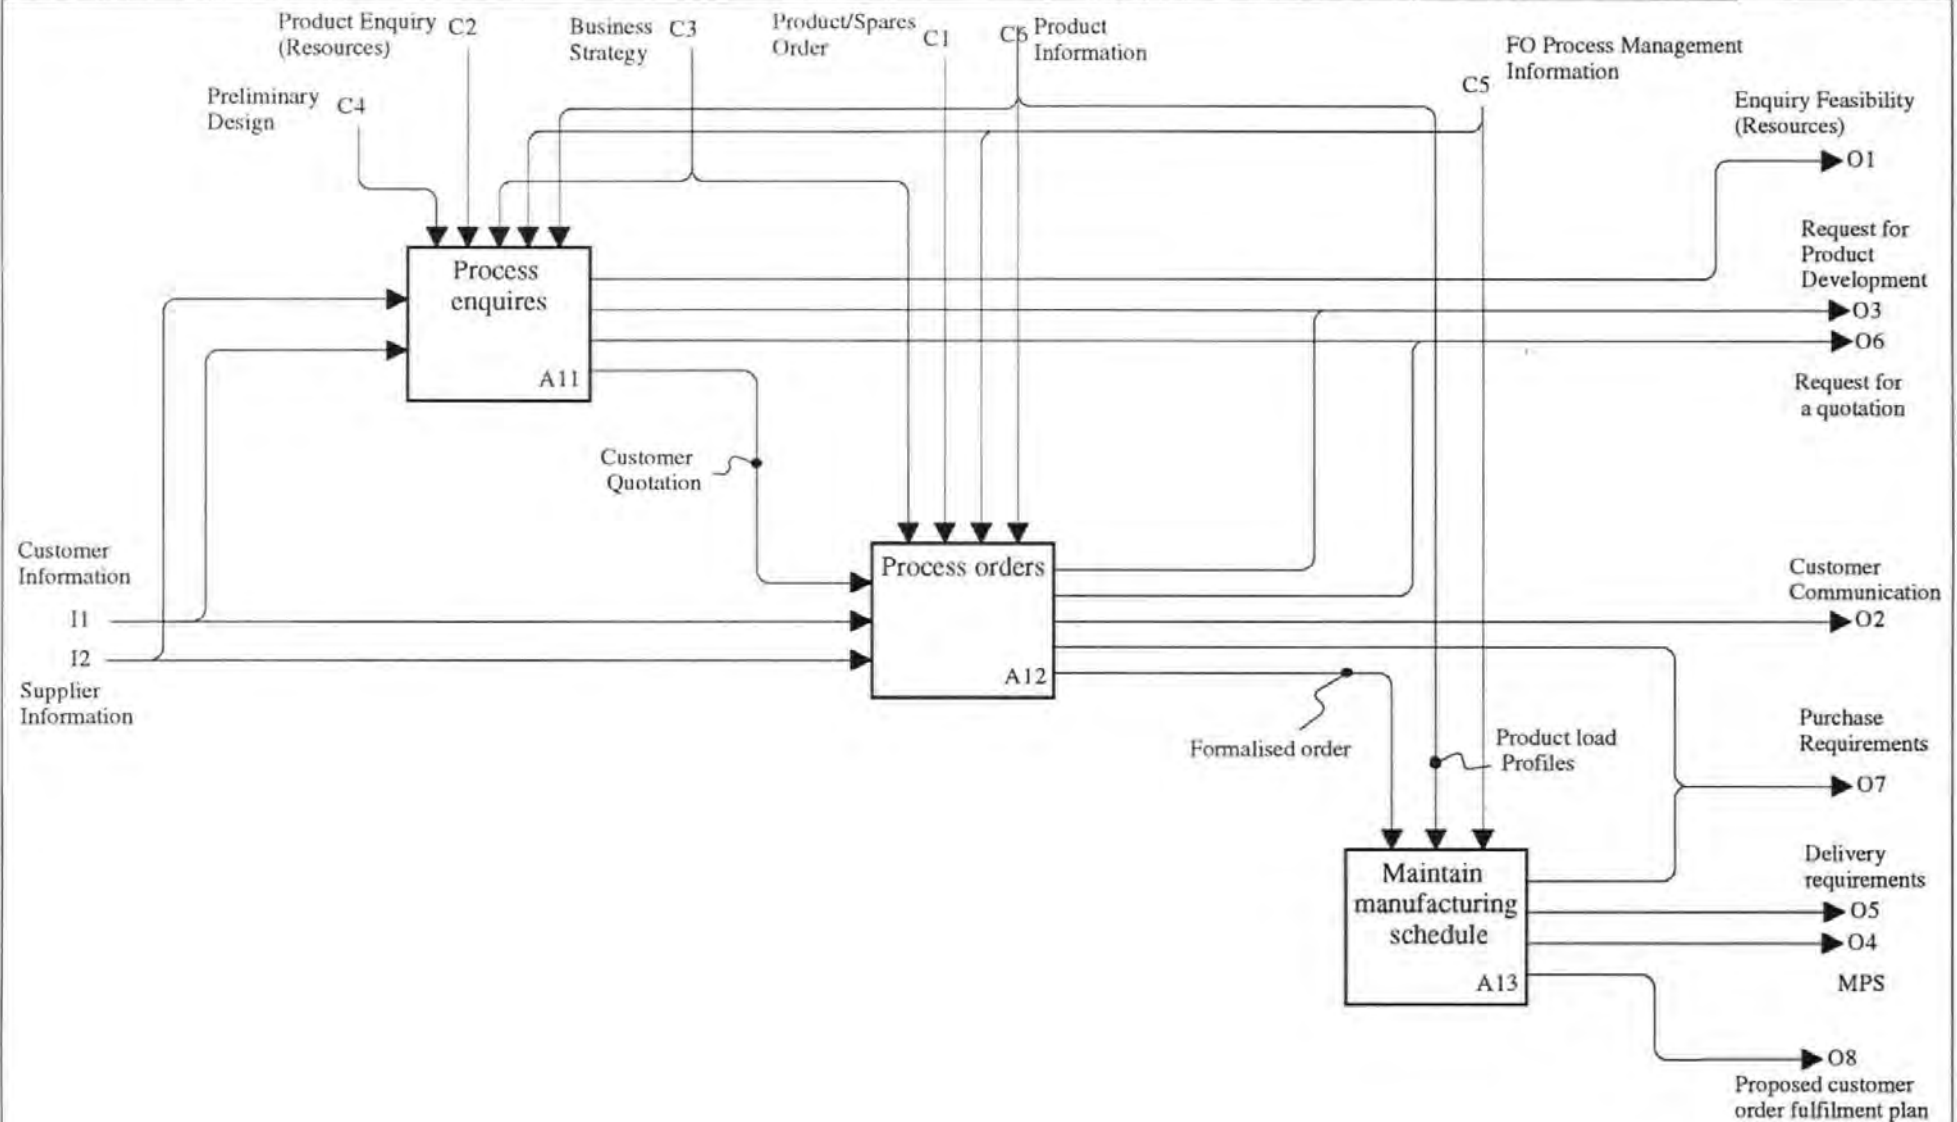 Product Enquiry
(Resources)
C2
Business
Strategy
C3
Product/Spares
Order
C1
C6
Product
Information
FO Process Management
Information
C5
Preliminary
Design
C4
Enquiry Feasibility
(Resources)
O1
Request for
Product
Development
O3
O6
Request for
a quotation
Process
enquires
A11
Customer
Quotation
Customer
Information
I1
I2
Supplier
Information
Process orders
A12
Customer
Communication
O2
Formalised order
Product load
Profiles
Purchase
Requirements
O7
Delivery
requirements
O5
O4
MPS
Maintain
manufacturing
schedule
A13
O8
Proposed customer
order fulfilment plan